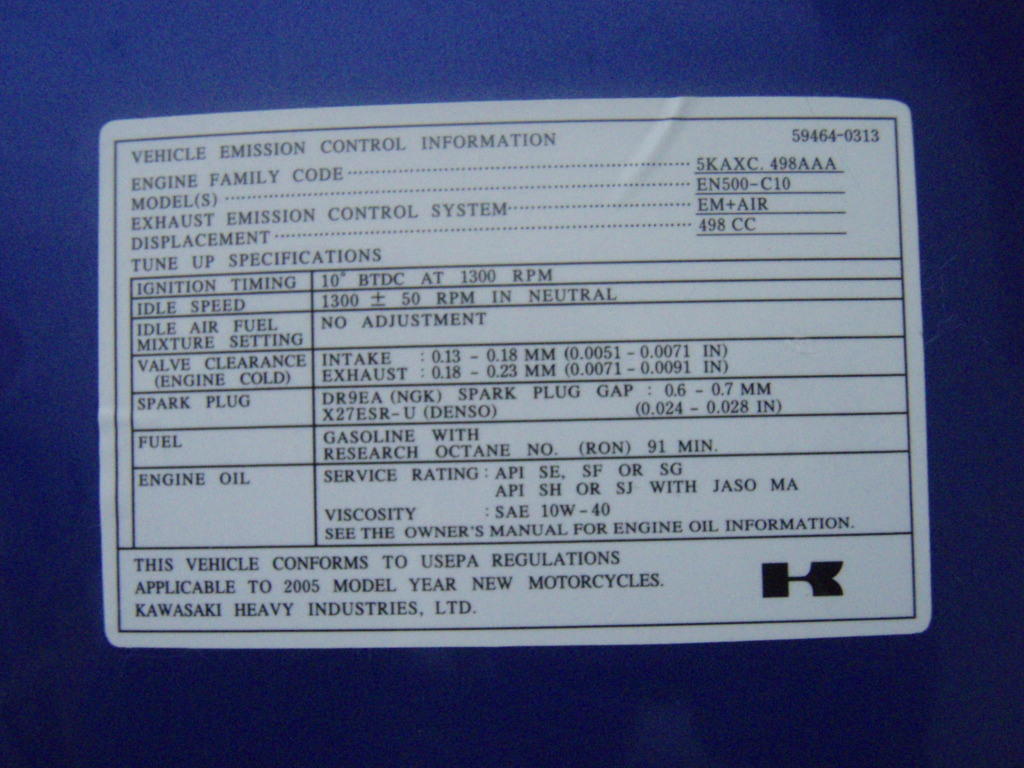 VEHICLE EMISSION CONTROL INFORMATION 59464-0313
ENGINE FAMILY CODE 5KAXC. 498AAA
MODEL(S) EN500-C10
EXHAUST EMISSION CONTROL SYSTEM EM+AIR
DISPLACEMENT 498 CC
TUNE UP SPECIFICATIONS
IGNITION TIMING 10° BTDC AT 1300 RPM
IDLE SPEED 1300 ± 50 RPM IN NEUTRAL
IDLE AIR FUEL NO ADJUSTMENT
MIXTURE SETTING
VALVE CLEARANCE INTAKE : 0.13 - 0.18 MM (0.0051 - 0.0071 IN)
(ENGINE COLD) EXHAUST : 0.18 - 0.23 MM (0.0071 - 0.0091 IN)
SPARK PLUG DR9EA (NGK) SPARK PLUG GAP : 0.6 - 0.7 MM
X27ESR-U (DENSO) (0.024 - 0.028 IN)
FUEL GASOLINE WITH
RESEARCH OCTANE NO. (RON) 91 MIN.
ENGINE OIL SERVICE RATING : API SE, SF OR SG
API SH OR SJ WITH JASO MA
VISCOSITY : SAE 10W-40
SEE THE OWNER'S MANUAL FOR ENGINE OIL INFORMATION.
THIS VEHICLE CONFORMS TO USEPA REGULATIONS
APPLICABLE TO 2005 MODEL YEAR NEW MOTORCYCLES.
KAWASAKI HEAVY INDUSTRIES, LTD.